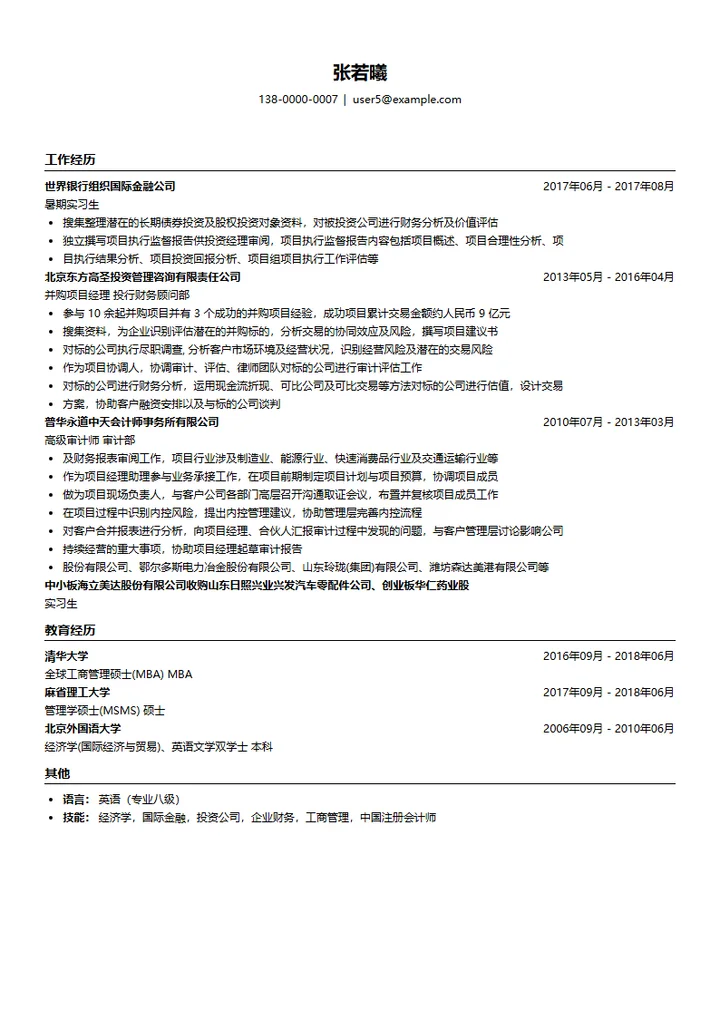 张若曦
138-0000-0007 | user5@example.com
工作经历
世界银行组织国际金融公司 2017年06月 - 2017年08月
暑期实习生
• 搜集整理潜在的长期债券投资及股权投资对象资料，对被投资公司进行财务分析及价值评估
• 独立撰写项目执行监督报告供投资经理审阅，项目执行监督报告内容包括项目概述、项目合理性分析、项
• 目执行结果分析、项目投资回报分析、项目组项目执行工作评估等
北京东方高圣投资管理咨询有限责任公司 2013年05月 - 2016年04月
并购项目经理 投行财务顾问部
• 参与 10 余起并购项目并有 3 个成功的并购项目经验，成功项目累计交易金额约人民币 9 亿元
• 搜集资料，为企业识别评估潜在的并购标的，分析交易的协同效应及风险，撰写项目建议书
• 对标的公司执行尽职调查, 分析客户市场环境及经营状况，识别经营风险及潜在的交易风险
• 作为项目协调人，协调审计、评估、律师团队对标的公司进行审计评估工作
• 对标的公司进行财务分析，运用现金流折现、可比公司及可比交易等方法对标的公司进行估值，设计交易
• 方案，协助客户融资安排以及与标的公司谈判
普华永道中天会计师事务所有限公司 2010年07月 - 2013年03月
高级审计师 审计部
• 及财务报表审阅工作，项目行业涉及制造业、能源行业、快速消费品行业及交通运输行业等
• 作为项目经理助理参与业务承接工作，在项目前期制定项目计划与项目预算，协调项目成员
• 做为项目现场负责人，与客户公司各部门高层召开沟通取证会议，布置并复核项目成员工作
• 在项目过程中识别内控风险，提出内控管理建议，协助管理层完善内控流程
• 对客户合并报表进行分析，向项目经理、合伙人汇报审计过程中发现的问题，与客户管理层讨论影响公司
• 持续经营的重大事项，协助项目经理起草审计报告
• 股份有限公司、鄂尔多斯电力冶金股份有限公司、山东玲珑(集团)有限公司、潍坊森达美港有限公司等
中小板海立美达股份有限公司收购山东日照兴业兴发汽车零配件公司、创业板华仁药业股
实习生
教育经历
清华大学 2016年09月 - 2018年06月
全球工商管理硕士(MBA) MBA
麻省理工大学 2017年09月 - 2018年06月
管理学硕士(MSMS) 硕士
北京外国语大学 2006年09月 - 2010年06月
经济学(国际经济与贸易)、英语文学双学士 本科
其他
• 语言： 英语（专业八级）
• 技能： 经济学，国际金融，投资公司，企业财务，工商管理，中国注册会计师